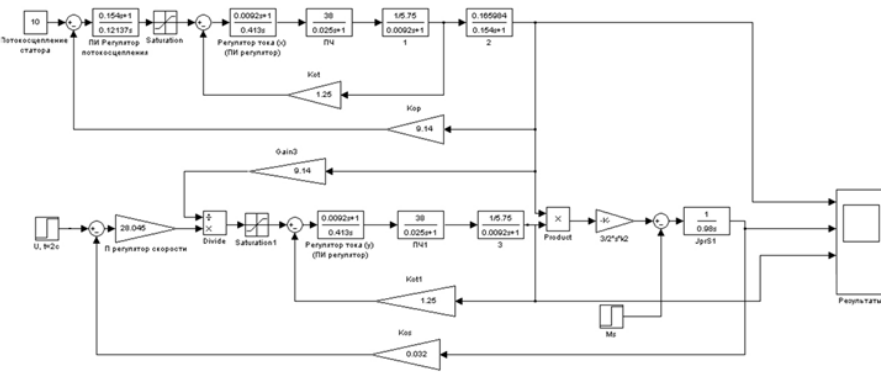 10
Потокосцепление
статора
0.154s+1
0.12137s
ПИ Регулятор
потокосцепления
Saturation
0.0092s+1
0.413s
Регулятор тока (x)
(ПИ регулятор)
38
0.025s+1
ПЧ
1/5.75
0.0092s+1
1
0.165984
0.154s+1
2
Kot
1.25
Kop
9.14
Gain3
9.14
U, t=2c
28.045
П регулятор скорости
÷
×
Divide
Saturation1
0.0092s+1
0.413s
Регулятор тока (y)
(ПИ регулятор)
38
0.025s+1
ПЧ1
1/5.75
0.0092s+1
3
×
Product
-K-
3/2*z*k2
1
0.98s
JprS1
Kot1
1.25
Ms
Kos
0.032
Результаты